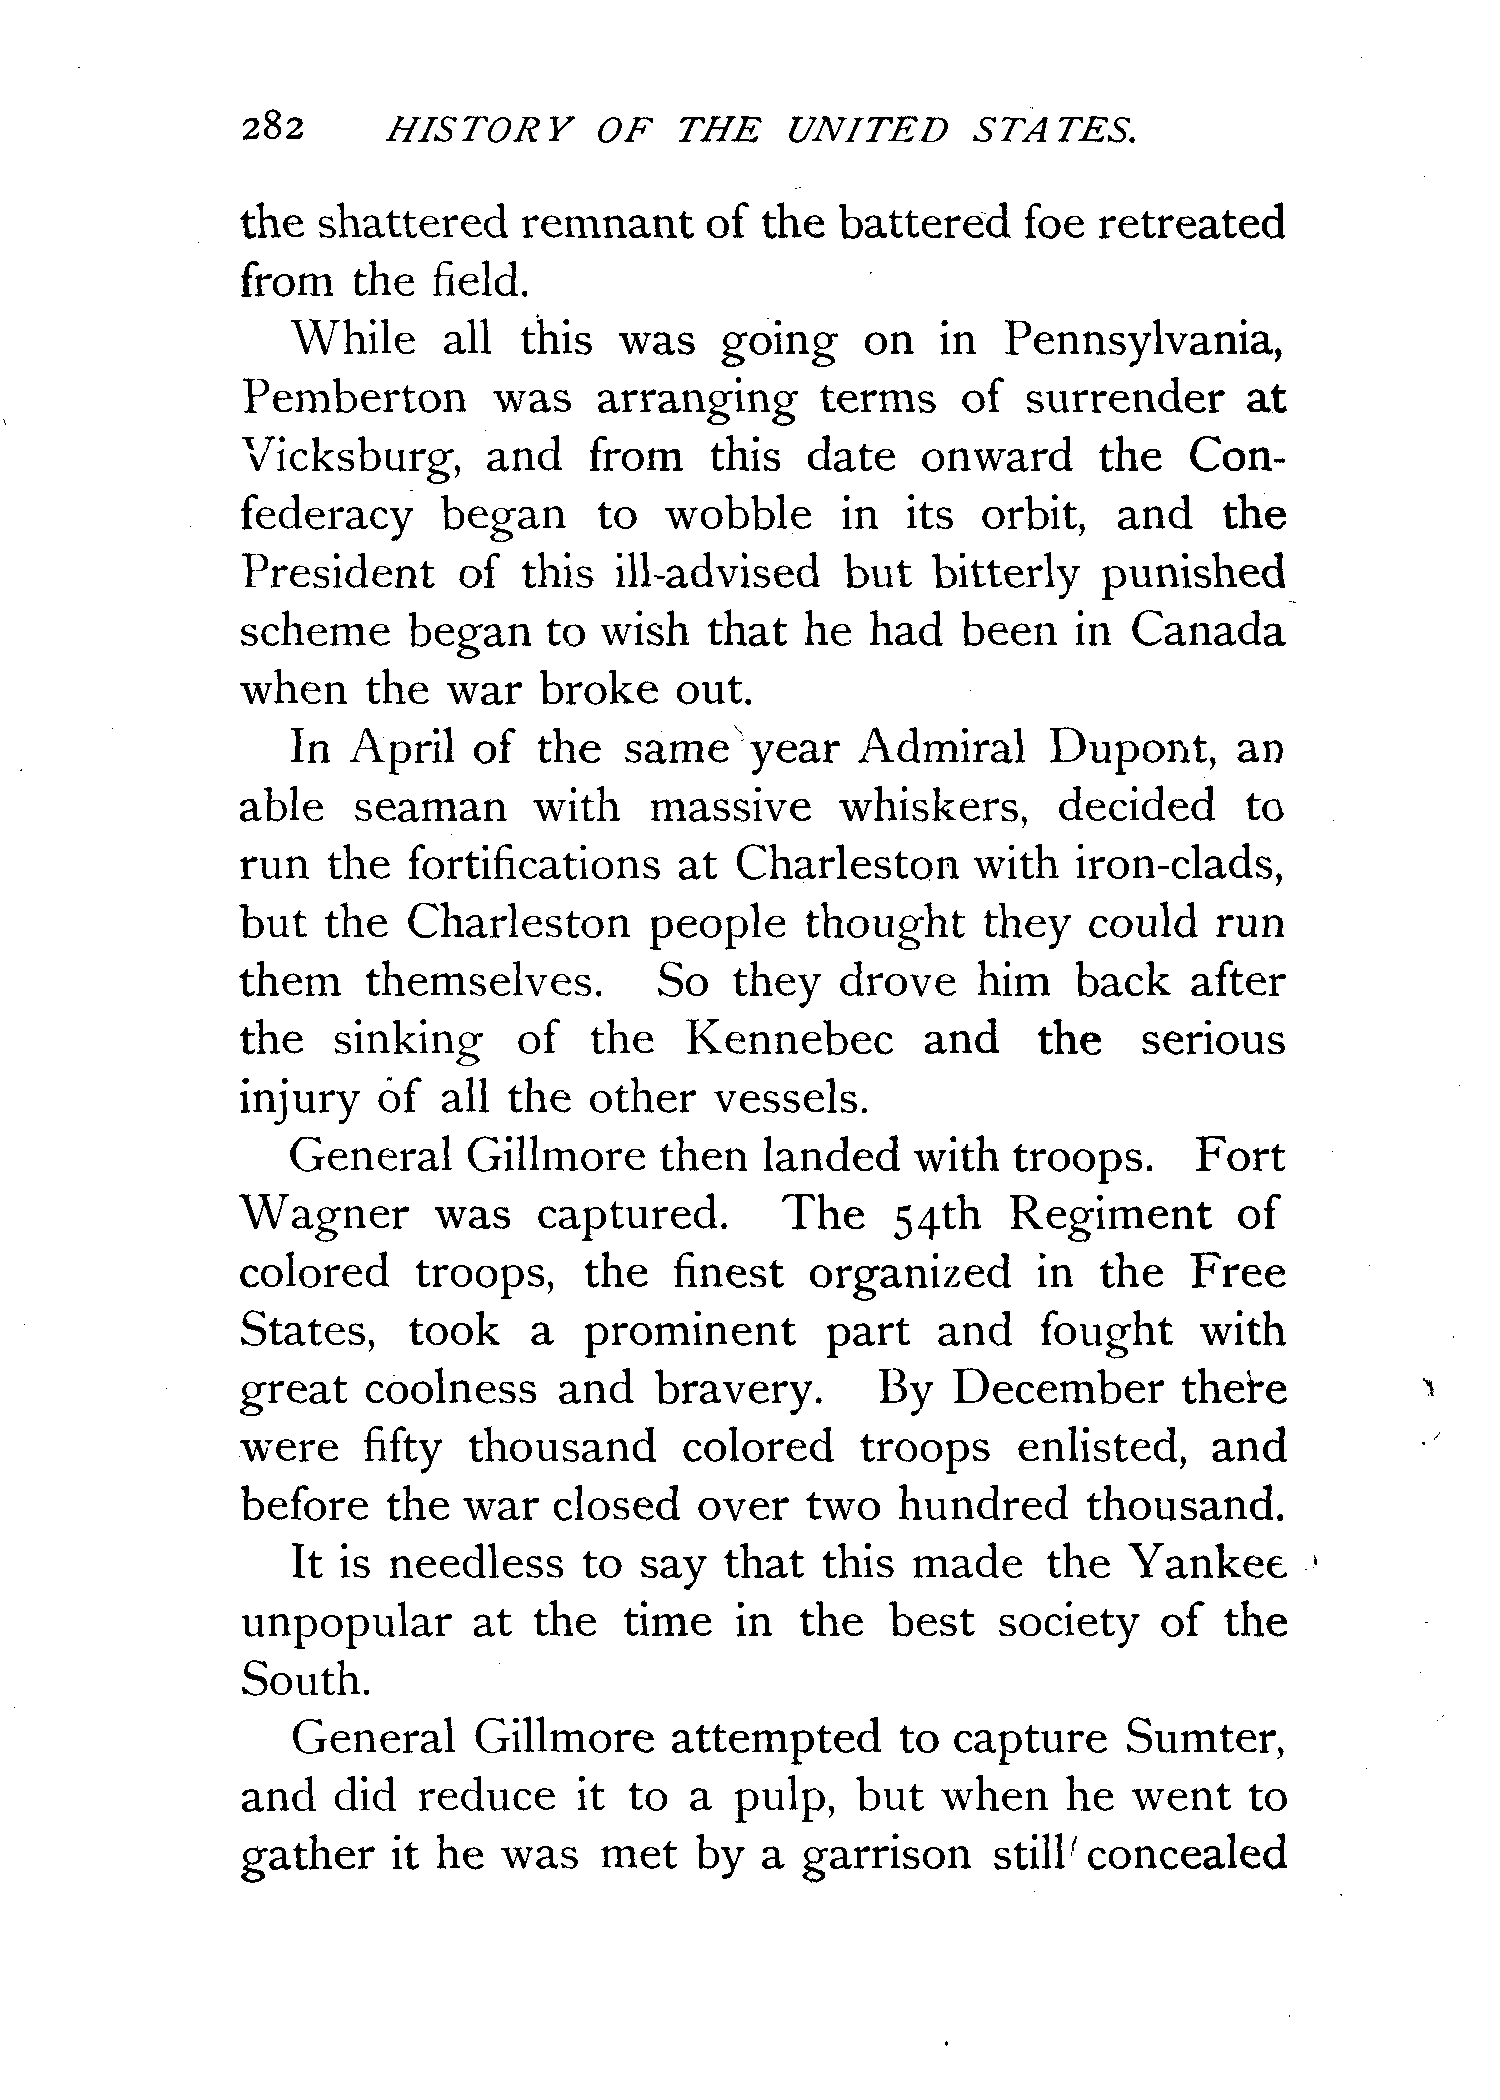 282 HISTORY OF THE UNITED STATES.
the shattered remnant of the battered foe retreated
from the field.
While all this was going on in Pennsylvania,
Pemberton was arranging terms of surrender at
Vicksburg, and from this date onward the Con-
federacy began to wobble in its orbit, and the
President of this ill-advised but bitterly punished
scheme began to wish that he had been in Canada
when the war broke out.
In April of the same year Admiral Dupont, an
able seaman with massive whiskers, decided to
run the fortifications at Charleston with iron-clads,
but the Charleston people thought they could run
them themselves. So they drove him back after
the sinking of the Kennebec and the serious
injury of all the other vessels.
General Gillmore then landed with troops. Fort
Wagner was captured. The 54th Regiment of
colored troops, the finest organized in the Free
States, took a prominent part and fought with
great coolness and bravery. By December there
were fifty thousand colored troops enlisted, and
before the war closed over two hundred thousand.
It is needless to say that this made the Yankee
unpopular at the time in the best society of the
South.
General Gillmore attempted to capture Sumter,
and did reduce it to a pulp, but when he went to
gather it he was met by a garrison still concealed